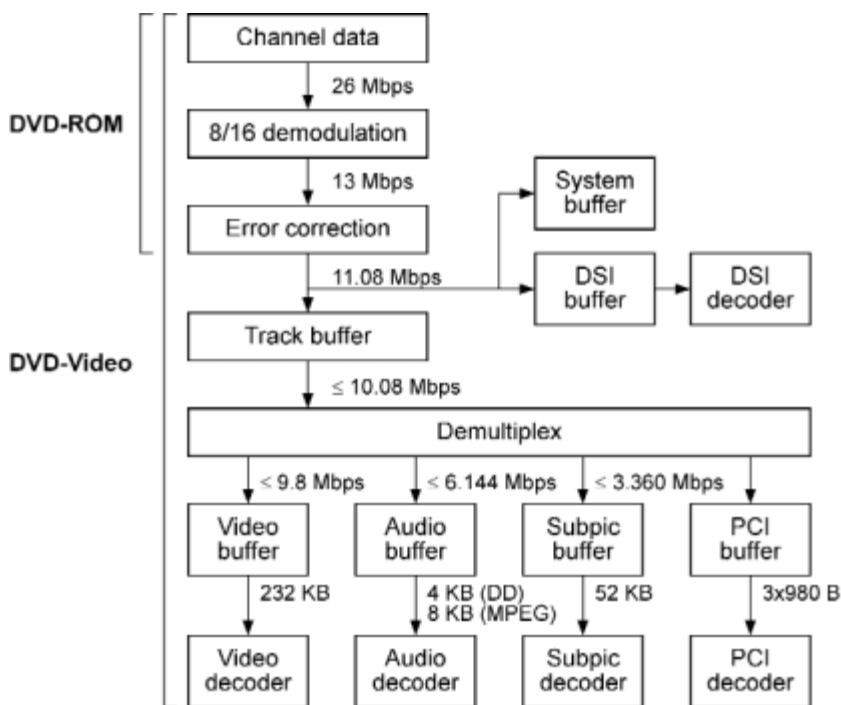 Channel data
26 Mbps
DVD-ROM
8/16 demodulation
13 Mbps
System
buffer
Error correction
11.08 Mbps
DSI
buffer
DSI
decoder
Track buffer
DVD-Video
≤ 10.08 Mbps
Demultiplex
≤ 9.8 Mbps
≤ 6.144 Mbps
≤ 3.360 Mbps
Video
buffer
Audio
buffer
Subpic
buffer
PCI
buffer
232 KB
4 KB (DD)
8 KB (MPEG)
52 KB
3x980 B
Video
decoder
Audio
decoder
Subpic
decoder
PCI
decoder